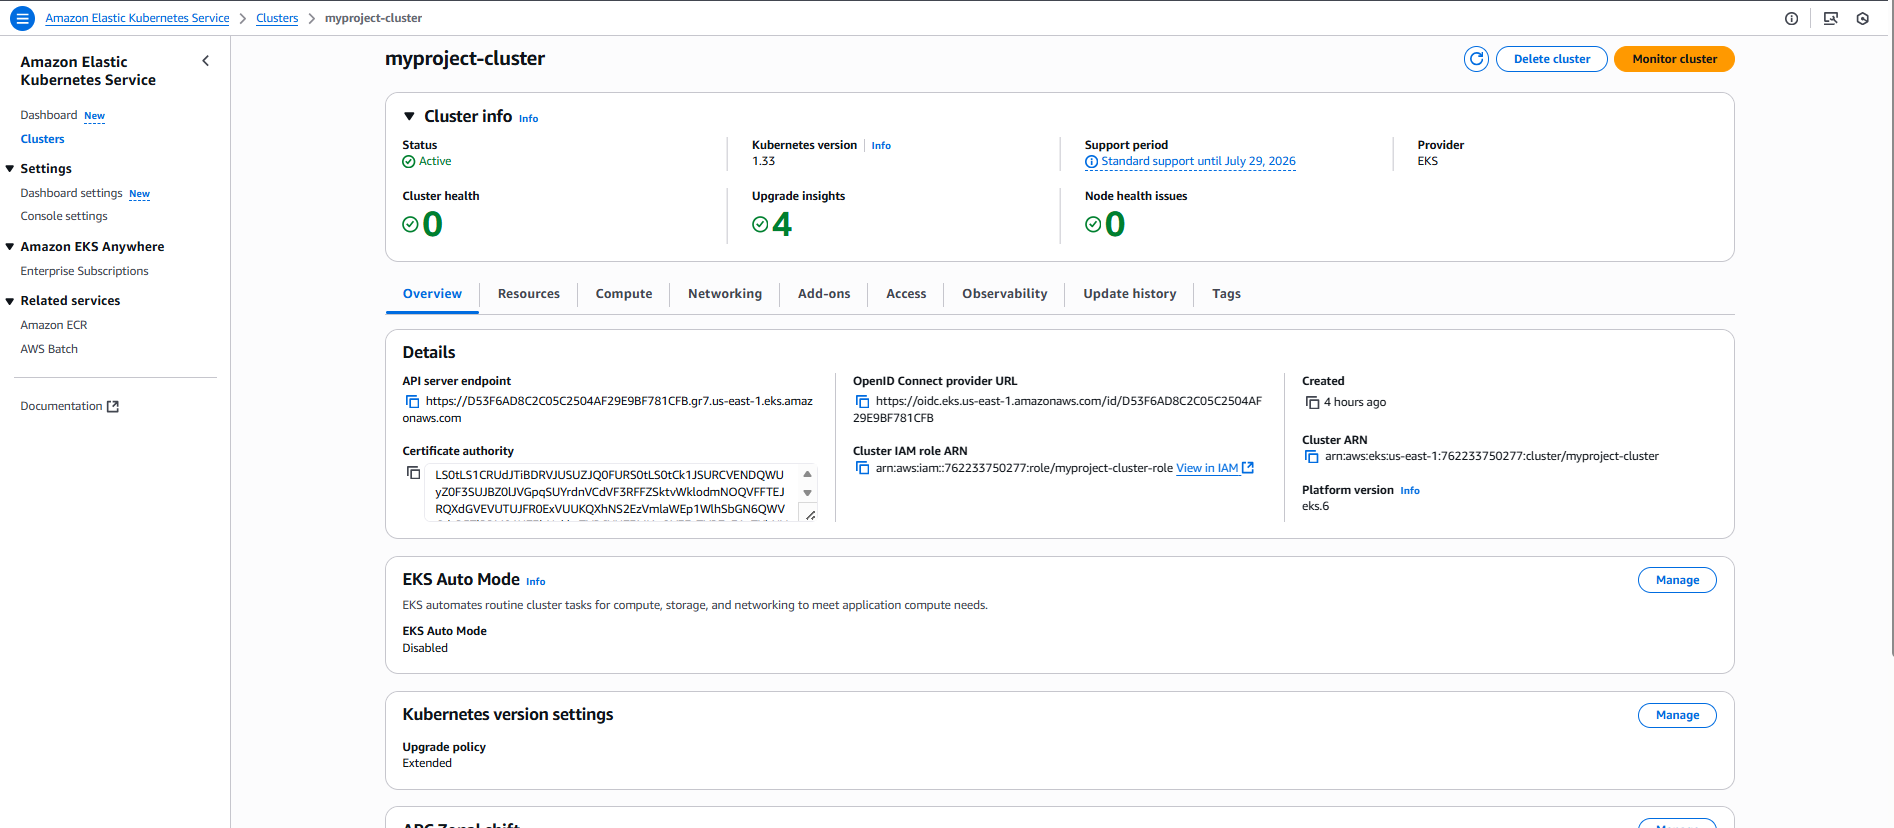 Amazon Elastic Kubernetes Service > Clusters > myproject-cluster
Amazon Elastic
Kubernetes Service
Dashboard New
Clusters
Settings
Dashboard settings New
Console settings
Amazon EKS Anywhere
Enterprise Subscriptions
Related services
Amazon ECR
AWS Batch
Documentation
myproject-cluster
Delete cluster
Monitor cluster
Cluster info Info
Status
Active
Kubernetes version Info
1.33
Support period
Standard support until July 29, 2026
Provider
EKS
Cluster health
0
Upgrade insights
4
Node health issues
0
Overview
Resources
Compute
Networking
Add-ons
Access
Observability
Update history
Tags
Details
API server endpoint
https://D53F6AD8C2C05C2504AF29E9BF781CFB.gr7.us-east-1.eks.amaz
onaws.com
Certificate authority
LS0tLS1CRUdJTiBDRVJUSUZJQ0FURS0tLS0tCk1JSURCVENDQWU
yZ0F3SUJBZ0lJVGpqSUYrdnVCdVF3RFFZSktvWklodmNOQVFFTEJ
RQXdGVEVUTUJFR0ExVUUKQXhNS2EzVmlaWEp1WlhSbGN6QWV
OpenID Connect provider URL
https://oidc.eks.us-east-1.amazonaws.com/id/D53F6AD8C2C05C2504AF
29E9BF781CFB
Cluster IAM role ARN
arn:aws:iam::762233750277:role/myproject-cluster-role View in IAM
Created
4 hours ago
Cluster ARN
arn:aws:eks:us-east-1:762233750277:cluster/myproject-cluster
Platform version Info
eks.6
EKS Auto Mode Info
Manage
EKS automates routine cluster tasks for compute, storage, and networking to meet application compute needs.
EKS Auto Mode
Disabled
Kubernetes version settings
Manage
Upgrade policy
Extended
ARC Zonal shift
Manage